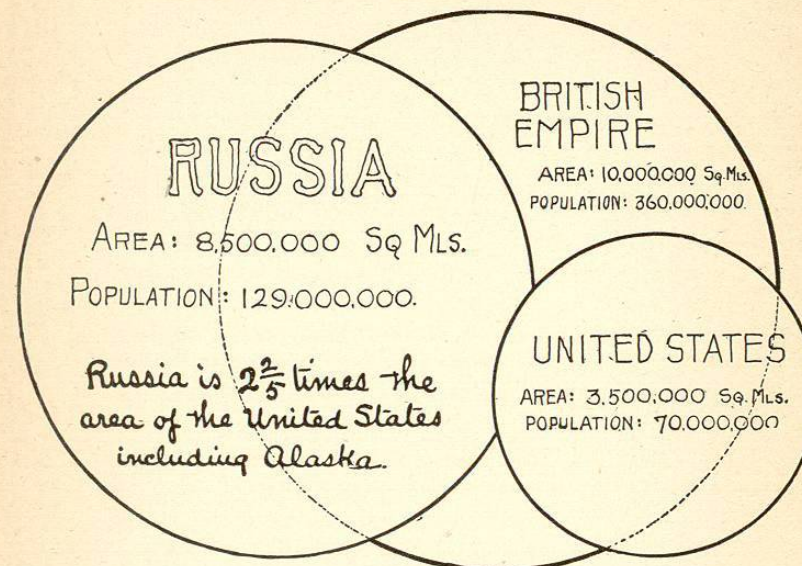 RUSSIA
AREA: 8,500,000 SQ MLS.
POPULATION: 129,000,000.
Russia is 2 2/5 times the
area of the United States
including Alaska.
BRITISH
EMPIRE
AREA: 10,000,000 SQ. MLS.
POPULATION: 360,000,000.
UNITED STATES
AREA: 3,500,000 SQ. MLS.
POPULATION: 70,000,000